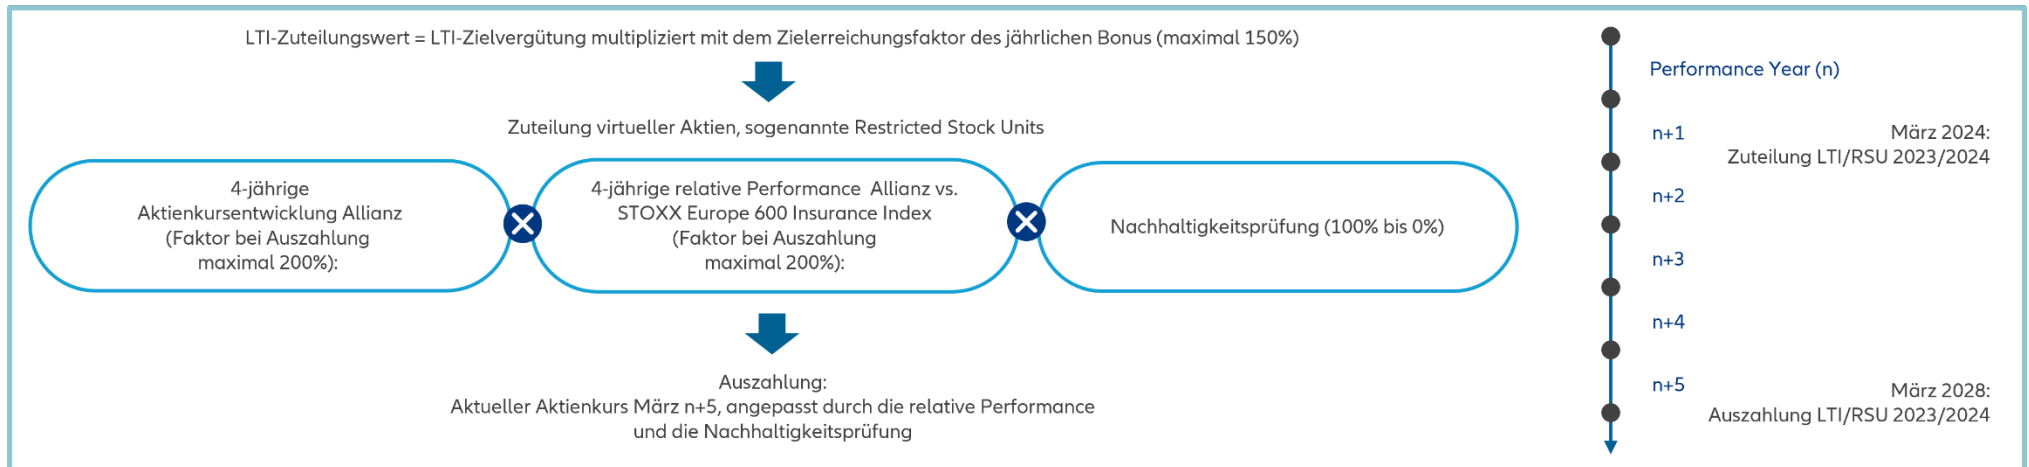 LTI-Zuteilungswert = LTI-Zielvergütung multipliziert mit dem Zielerreichungsfaktor des jährlichen Bonus (maximal 150%)
Zuteilung virtueller Aktien, sogenannte Restricted Stock Units
4-jährige
Aktienkursentwicklung Allianz
(Faktor bei Auszahlung
maximal 200%):
4-jährige relative Performance Allianz vs.
STOXX Europe 600 Insurance Index
(Faktor bei Auszahlung
maximal 200%):
Nachhaltigkeitsprüfung (100% bis 0%)
Auszahlung:
Aktueller Aktienkurs März n+5, angepasst durch die relative Performance
und die Nachhaltigkeitsprüfung
Performance Year (n)
n+1
März 2024:
Zuteilung LTI/RSU 2023/2024
n+2
n+3
n+4
n+5
März 2028:
Auszahlung LTI/RSU 2023/2024